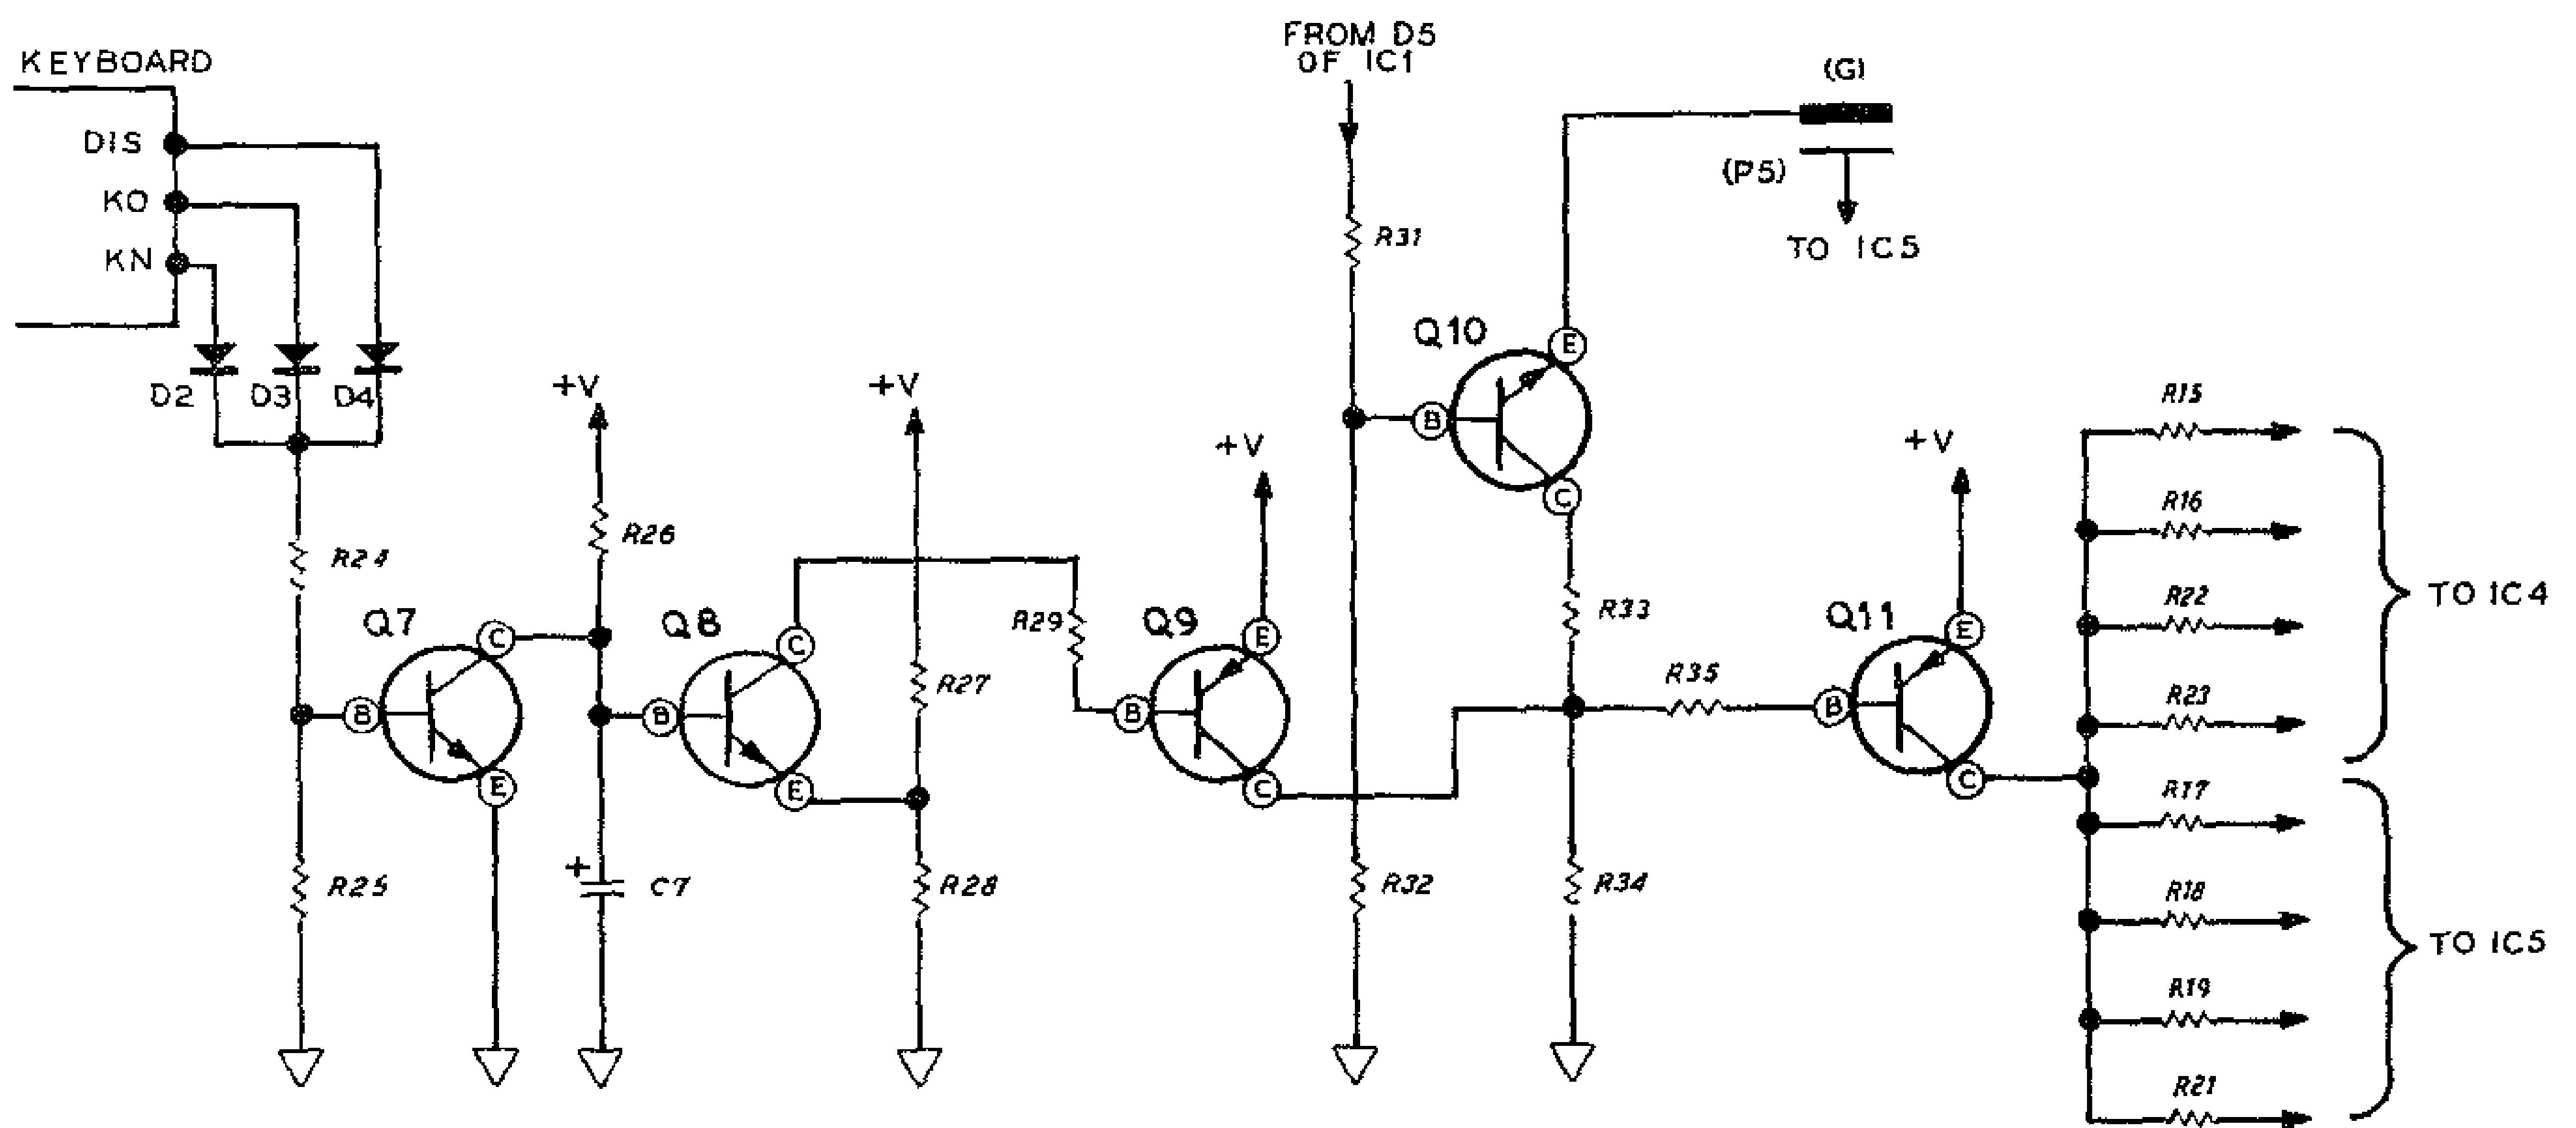 KEYBOARD
DIS
KO
KN
D2
D3
D4
R24
R25
Q7
C
B
E
+V
R26
+
C7
Q8
C
B
E
+V
R27
R28
R29
Q9
+V
E
B
C
FROM D5
OF IC1
R31
R32
Q10
E
B
C
(G)
(P5)
TO IC5
R33
R34
R35
Q11
+V
E
B
C
R15
R16
R22
R23
TO IC4
R17
R18
R19
R21
TO IC5